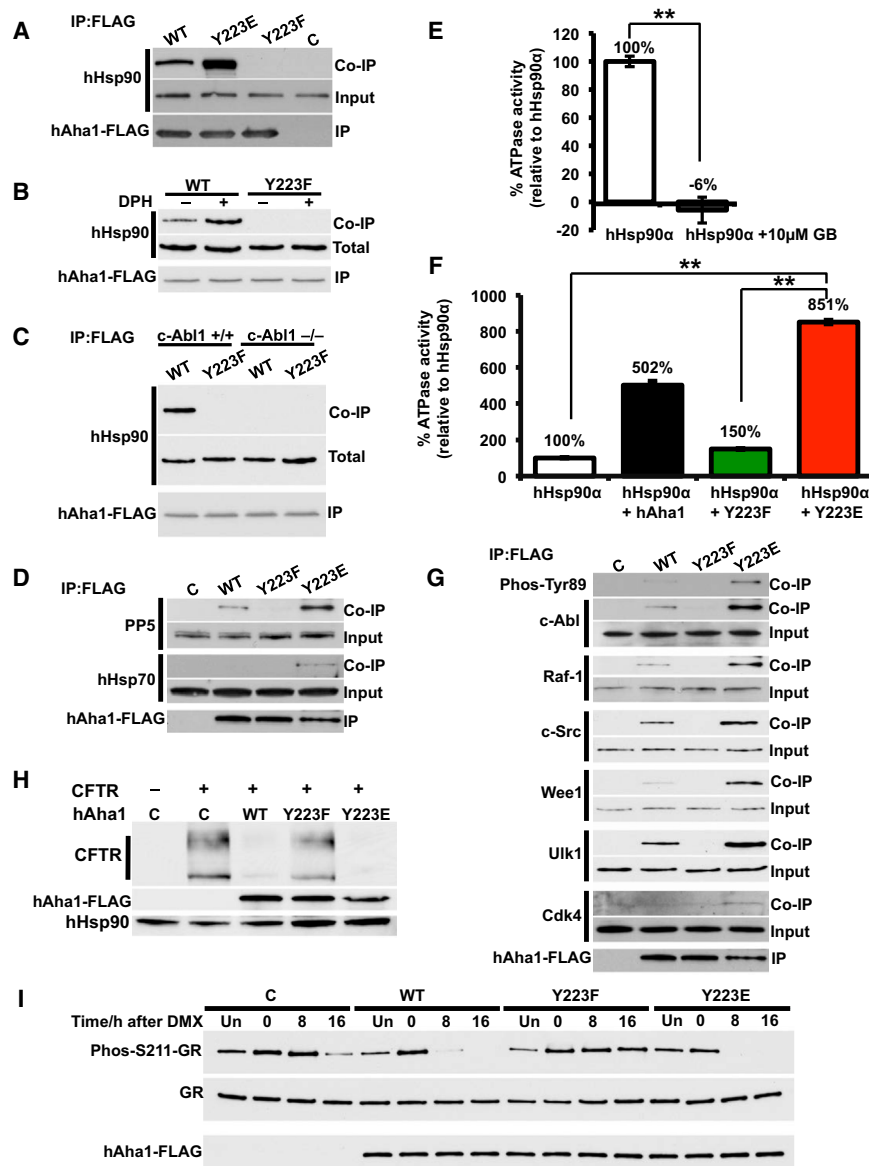 A
IP:FLAG
WT Y223E Y223F C
hHsp90
Co-IP
Input
hAha1-FLAG IP
B
WT Y223F
DPH – + – +
hHsp90
Co-IP
Total
hAha1-FLAG IP
C
IP:FLAG c-Abl1 +/+ c-Abl1 –/–
WT Y223F WT Y223F
hHsp90
Co-IP
Total
hAha1-FLAG IP
D
IP:FLAG C WT Y223F Y223E
PP5
Co-IP
Input
hHsp70
Co-IP
Input
hAha1-FLAG IP
E
% ATPase activity
(relative to hHsp90α)
120
100
80
60
40
20
0
-20
**
100%
-6%
hHsp90α hHsp90α +10µM GB
F
% ATPase activity
(relative to hHsp90α)
1000
800
600
400
200
0
**
**
100%
502%
150%
851%
hHsp90α hHsp90α hHsp90α hHsp90α
+ hAha1 + Y223F + Y223E
G
IP:FLAG
C WT Y223F Y223E
Phos-Tyr89 Co-IP
c-Abl
Co-IP
Input
Raf-1
Co-IP
Input
c-Src
Co-IP
Input
Wee1
Co-IP
Input
Ulk1
Co-IP
Input
Cdk4
Co-IP
Input
hAha1-FLAG IP
H
CFTR – + + + +
hAha1 C C WT Y223F Y223E
CFTR
hAha1-FLAG
hHsp90
I
C WT Y223F Y223E
Time/h after DMX Un 0 8 16 Un 0 8 16 Un 0 8 16 Un 0 8 16
Phos-S211-GR
GR
hAha1-FLAG